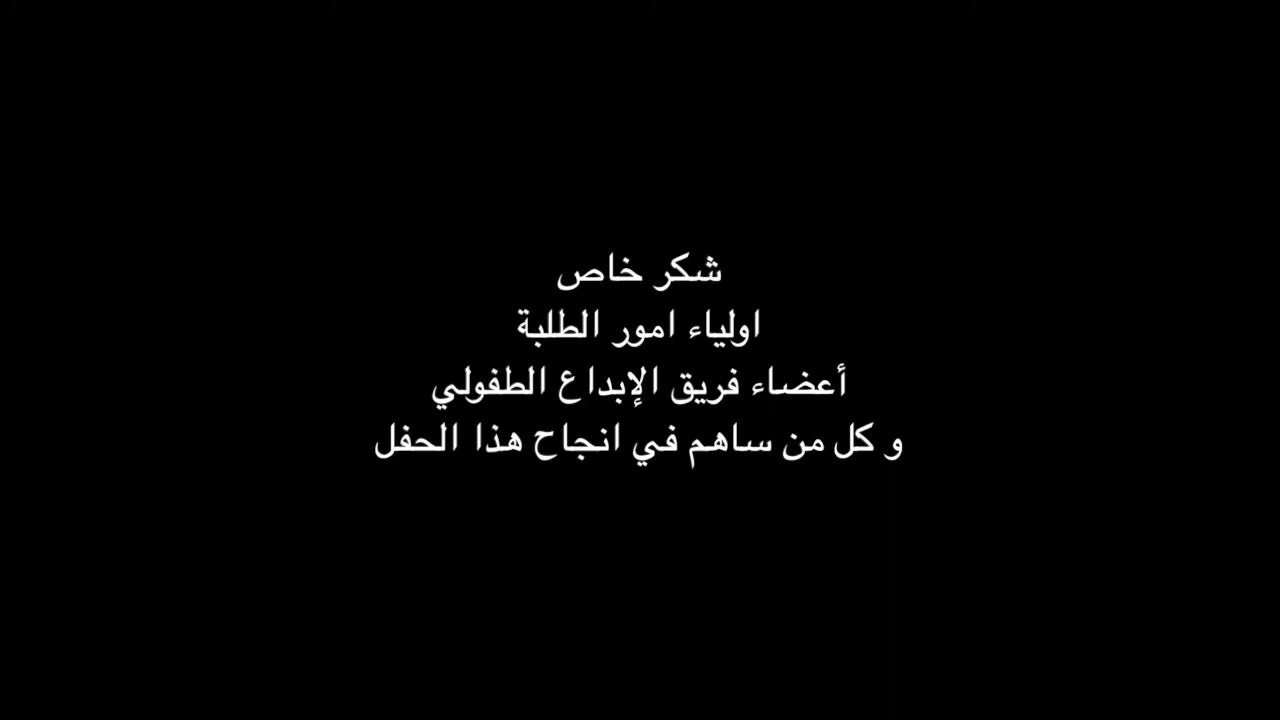 شكر خاص
اولياء امور الطلبة
أعضاء فريق الإبداع الطفولي
و كل من ساهم في انجاح هذا الحفل